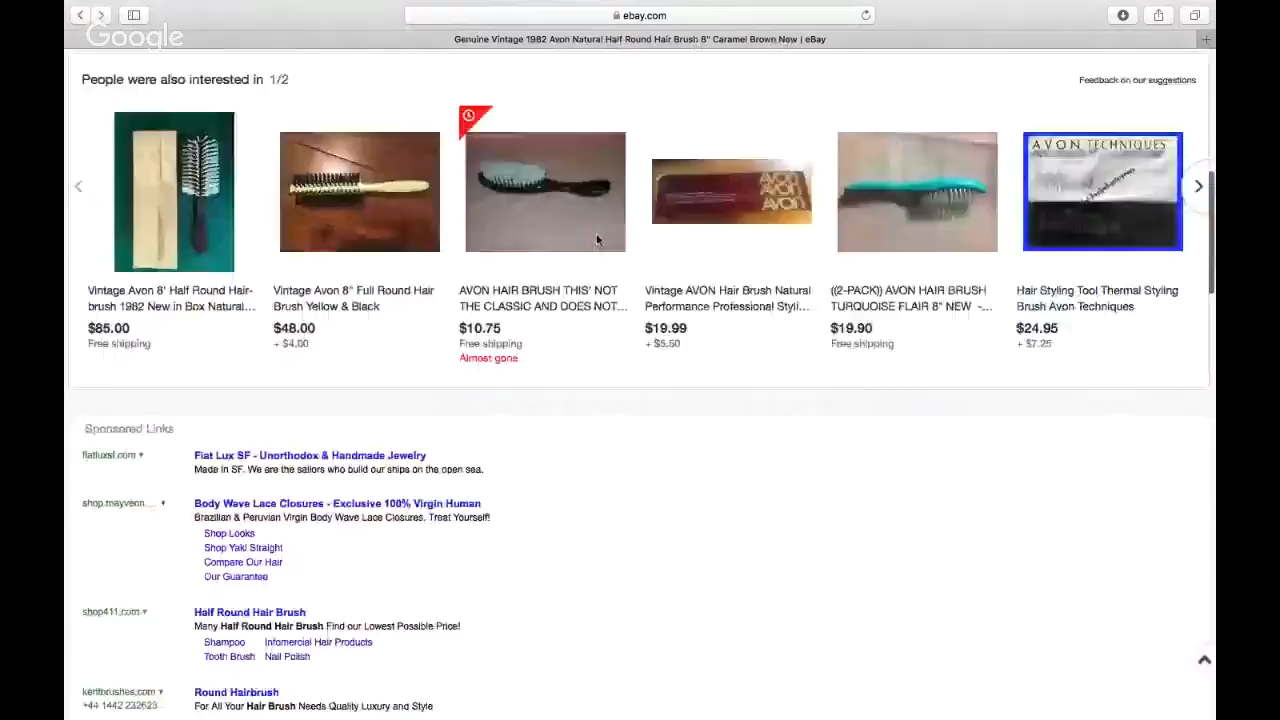 ebay.com
Google
Genuine Vintage 1982 Avon Natural Half Round Hair Brush 8" Caramel Brown New | eBay
People were also interested in 1/2
Feedback on our suggestions
AVON TECHNIQUES
AVON
AVON
Avon
Vintage Avon 8' Half Round Hair-
brush 1982 New in Box Natural...
$85.00
Free shipping
Vintage Avon 8" Full Round Hair
Brush Yellow & Black
$48.00
+ $4.00
AVON HAIR BRUSH THIS' NOT
THE CLASSIC AND DOES NOT...
$10.75
Free shipping
Almost gone
Vintage AVON Hair Brush Natural
Performance Professional Styli...
$19.99
+ $5.50
((2-PACK)) AVON HAIR BRUSH
TURQUOISE FLAIR 8" NEW -...
$19.90
Free shipping
Hair Styling Tool Thermal Styling
Brush Avon Techniques
$24.95
+ $7.25
Sponsored Links
fiatluxsf.com
Fiat Lux SF - Unorthodox & Handmade Jewelry
Made in SF. We are the sailors who build our ships on the open sea.
shop.mayvenn....
Body Wave Lace Closures - Exclusive 100% Virgin Human
Brazilian & Peruvian Virgin Body Wave Lace Closures. Treat Yourself!
Shop Looks
Shop Yaki Straight
Compare Our Hair
Our Guarantee
shop411.com
Half Round Hair Brush
Many Half Round Hair Brush Find our Lowest Possible Price!
Shampoo Infomercial Hair Products
Tooth Brush Nail Polish
kentbrushes.com
Round Hairbrush
+44 1442 232623
For All Your Hair Brush Needs Quality Luxury and Style